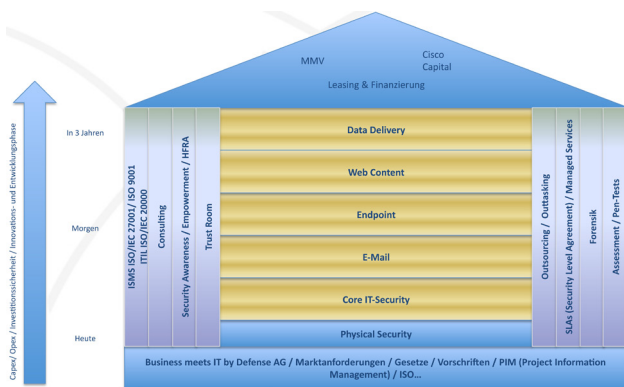 MMV
Cisco
Capital
Leasing & Finanzierung
Capex/ Opex / Investitionssicherheit / Innovations- und Entwicklungsphase
In 3 Jahren
Morgen
Heute
ISMS ISO/IEC 27001/ ISO 9001
ITIL ISO/IEC 20000
Consulting
Security Awareness / Empowerment / HFRA
Trust Room
Data Delivery
Web Content
Endpoint
E-Mail
Core IT-Security
Physical Security
Outsourcing / Outtasking
SLAs (Security Level Agreement) / Managed Services
Forensik
Assessment / Pen-Tests
Business meets IT by Defense AG / Marktanforderungen / Gesetze / Vorschriften / PIM (Project Information
Management) / ISO...